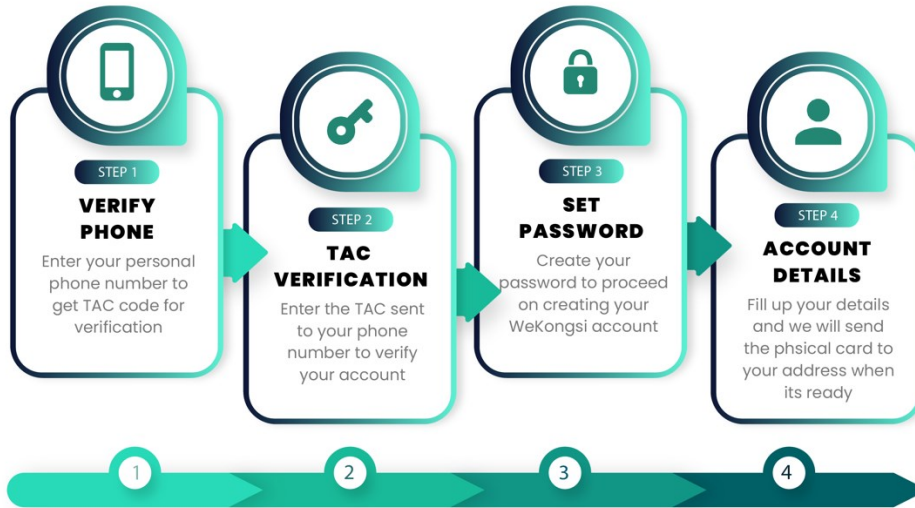 STEP 1
VERIFY
PHONE
Enter your personal
phone number to
get TAC code for
verification
STEP 2
TAC
VERIFICATION
Enter the TAC sent
to your phone
number to verify
your account
STEP 3
SET
PASSWORD
Create your
password to proceed
on creating your
WeKongsi account
STEP 4
ACCOUNT
DETAILS
Fill up your details
and we will send
the phsical card to
your address when
its ready
1
2
3
4